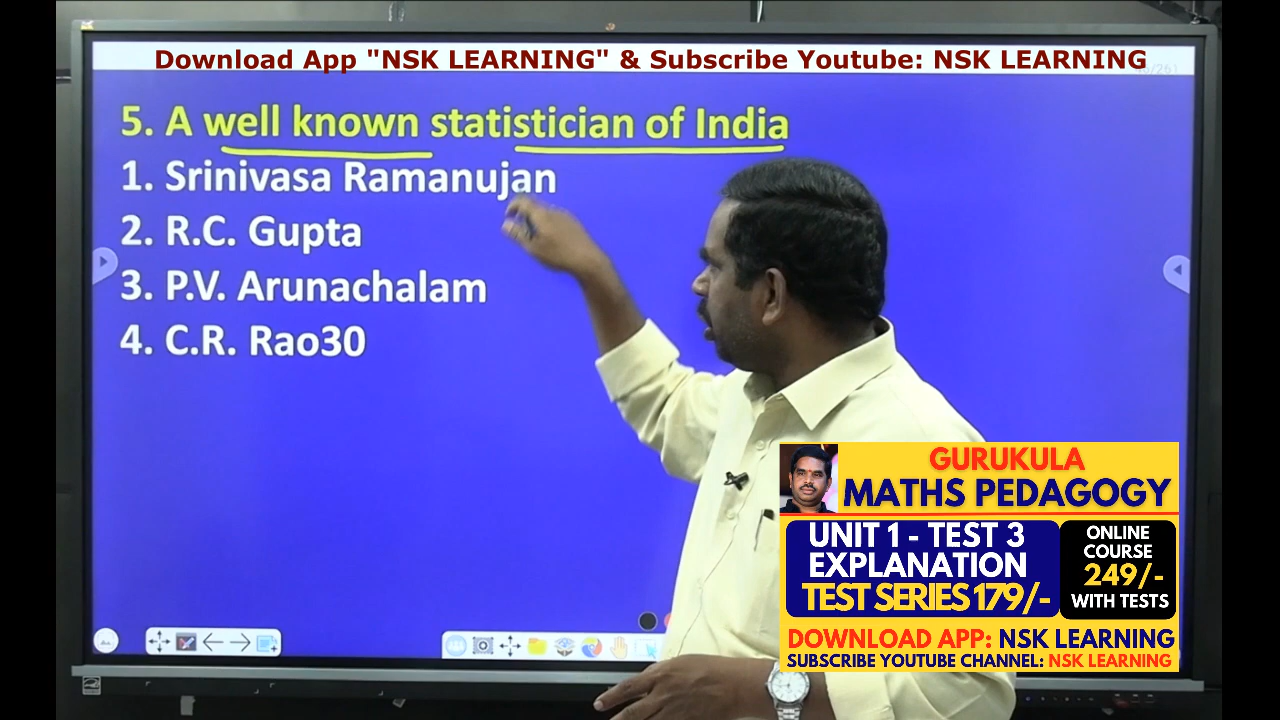 Download App "NSK LEARNING" & Subscribe Youtube: NSK LEARNING
5. A well known statistician of India
1. Srinivasa Ramanujan
2. R.C. Gupta
3. P.V. Arunachalam
4. C.R. Rao30
GURUKULA
MATHS PEDAGOGY
UNIT 1 - TEST 3
EXPLANATION
TEST SERIES 179/-
ONLINE
COURSE
249/-
WITH TESTS
DOWNLOAD APP: NSK LEARNING
SUBSCRIBE YOUTUBE CHANNEL: NSK LEARNING